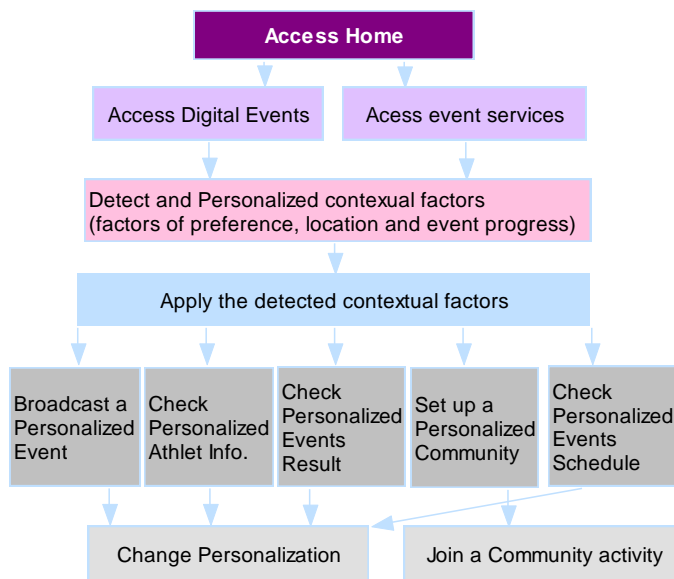 Access Home
Access Digital Events
Acess event services
Detect and Personalized contexual factors
(factors of preference, location and event progress)
Apply the detected contextual factors
Broadcast a
Personalized
Event
Check
Personalized
Athlet Info.
Check
Personalized
Events
Result
Set up a
Personalized
Community
Check
Personalized
Events
Schedule
Change Personalization
Join a Community activity